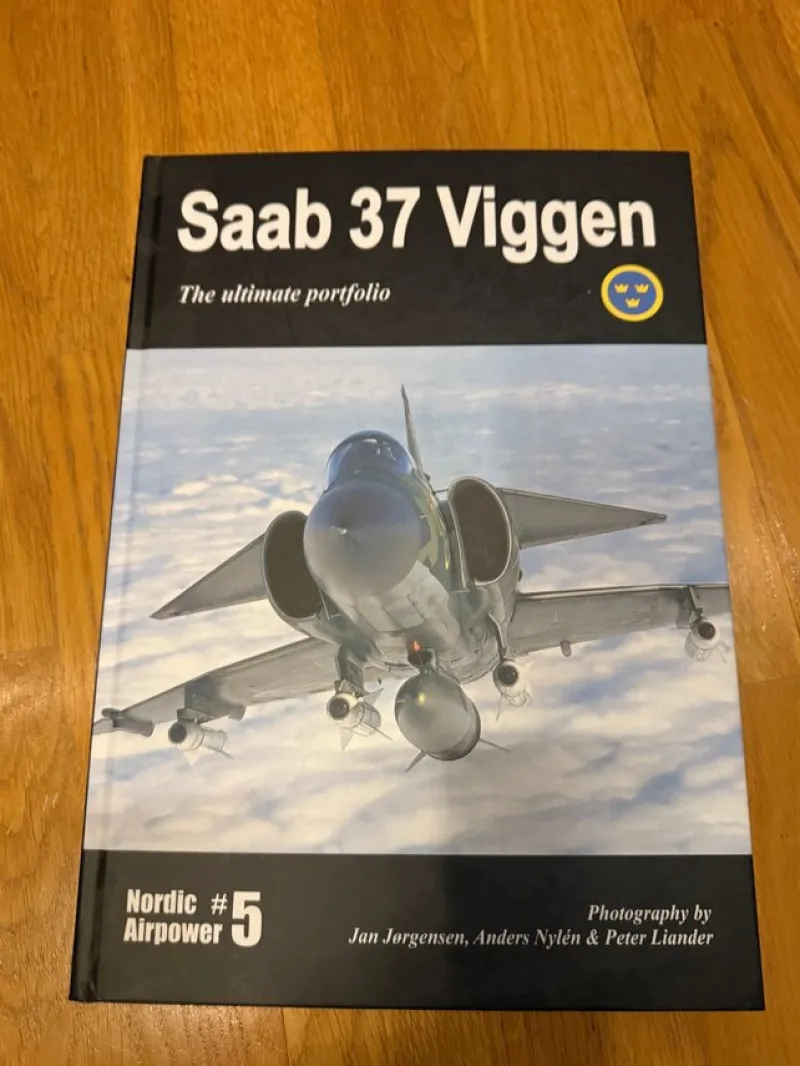 Saab 37 Viggen
The ultimate portfolio
Nordic #5
Airpower
Photography by
Jan Jørgensen, Anders Nylén & Peter Liander